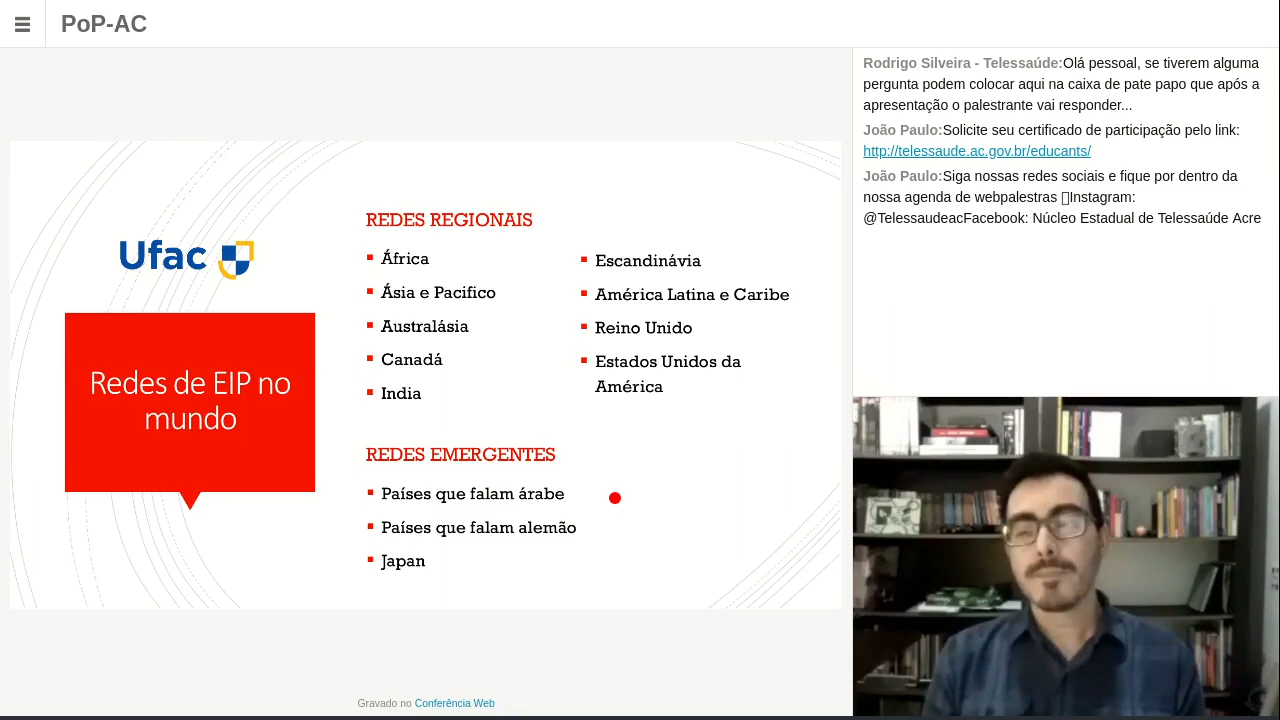 PoP-AC
Rodrigo Silveira - Telessaúde:Olá pessoal, se tiverem alguma
pergunta podem colocar aqui na caixa de pate papo que após a
apresentação o palestrante vai responder...
João Paulo:Solicite seu certificado de participação pelo link:
http://telessaude.ac.gov.br/educants/
João Paulo:Siga nossas redes sociais e fique por dentro da
nossa agenda de webpalestras Instagram:
@TelessaudeacFacebook: Núcleo Estadual de Telessaúde Acre
Ufac
Redes de EIP no
mundo
REDES REGIONAIS
África
Ásia e Pacifico
Australásia
Canadá
India
Escandinávia
América Latina e Caribe
Reino Unido
Estados Unidos da
América
REDES EMERGENTES
Países que falam árabe
Países que falam alemão
Japan
Gravado no Conferência Web